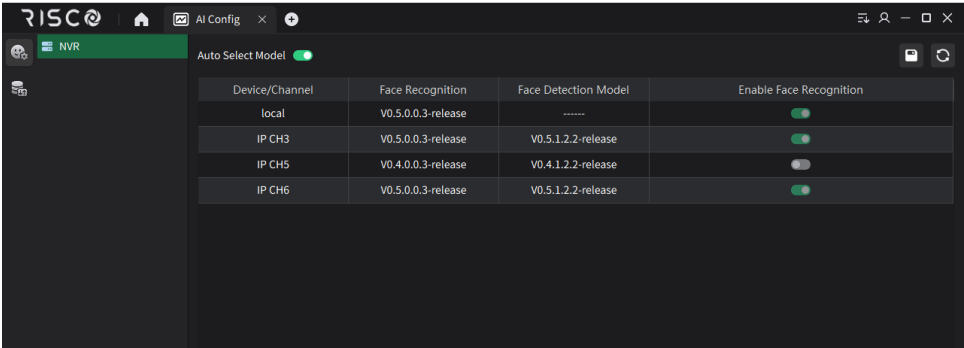 RISCO
AI Config
NVR
Auto Select Model
Device/Channel Face Recognition Face Detection Model Enable Face Recognition
local V0.5.0.0.3-release ------
IP CH3 V0.5.0.0.3-release V0.5.1.2.2-release
IP CH5 V0.4.0.0.3-release V0.4.1.2.2-release
IP CH6 V0.5.0.0.3-release V0.5.1.2.2-release